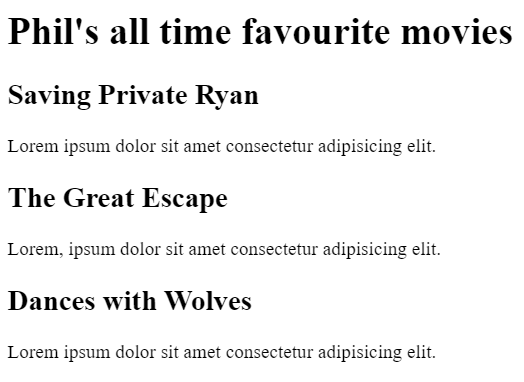 Phil's all time favourite movies
Saving Private Ryan
Lorem ipsum dolor sit amet consectetur adipisicing elit.
The Great Escape
Lorem, ipsum dolor sit amet consectetur adipisicing elit.
Dances with Wolves
Lorem ipsum dolor sit amet consectetur adipisicing elit.